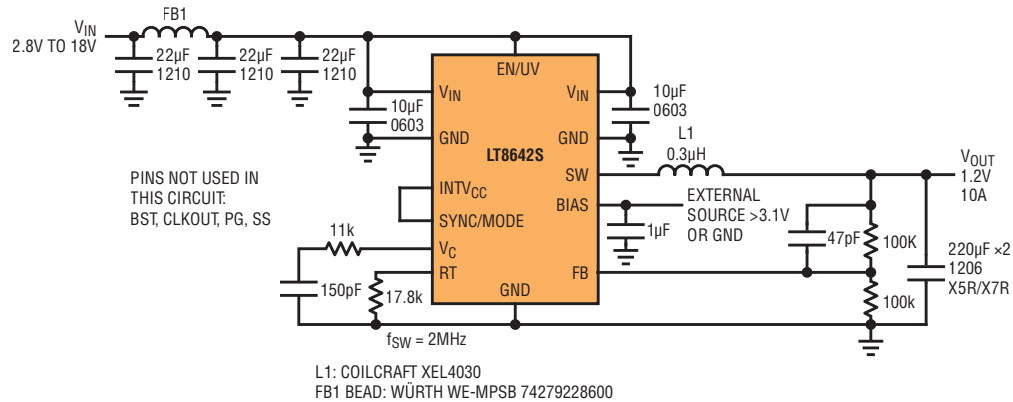 FB1
VIN
2.8V TO 18V
22µF
1210
22µF
1210
22µF
1210
EN/UV
VIN
VIN
10µF
0603
10µF
0603
GND
GND
LT8642S
L1
0.3µH
SW
VOUT
1.2V
10A
PINS NOT USED IN
THIS CIRCUIT:
BST, CLKOUT, PG, SS
INTVCC
SYNC/MODE
BIAS
EXTERNAL
SOURCE >3.1V
OR GND
1µF
47pF
100K
11k
VC
RT
FB
220µF ×2
1206
X5R/X7R
150pF
17.8k
GND
100k
fSW = 2MHz
L1: COILCRAFT XEL4030
FB1 BEAD: WÜRTH WE-MPSB 74279228600